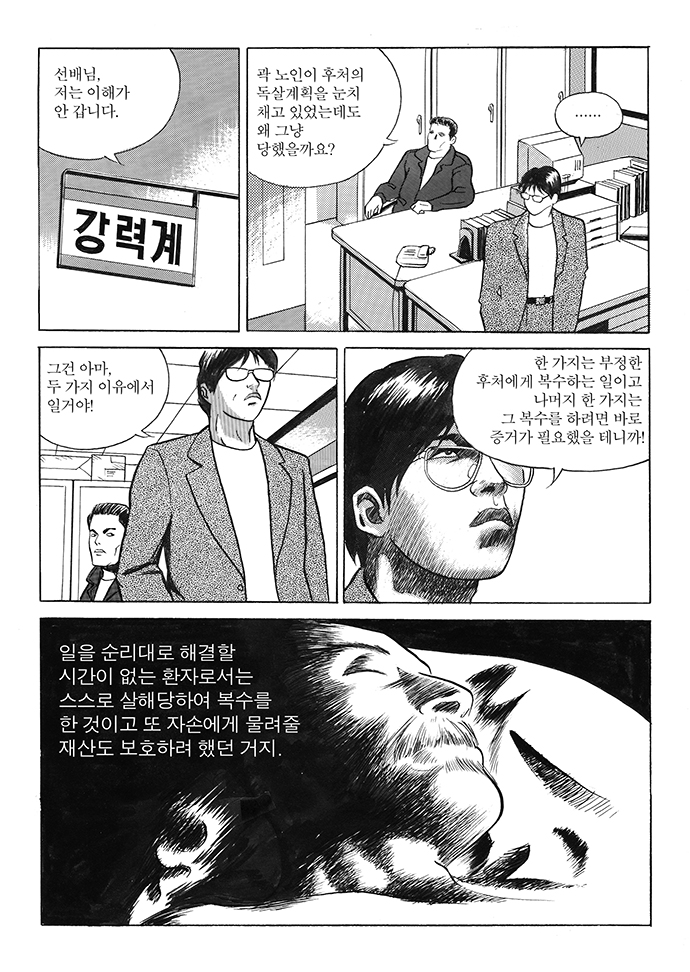 선배님,
저는 이해가
안 갑니다.
강력계
곽 노인이 후처의
독살계획을 눈치
채고 있었는데도
왜 그냥
당했을까요?
……
그건 아마,
두 가지 이유에서
일거야!
한 가지는 부정한
후처에게 복수하는 일이고
나머지 한 가지는
그 복수를 하려면 바로
증거가 필요했을 테니까!
일을 순리대로 해결할
시간이 없는 환자로서는
스스로 살해당하여 복수를
한 것이고 또 자손에게 물려줄
재산도 보호하려 했던 거지.